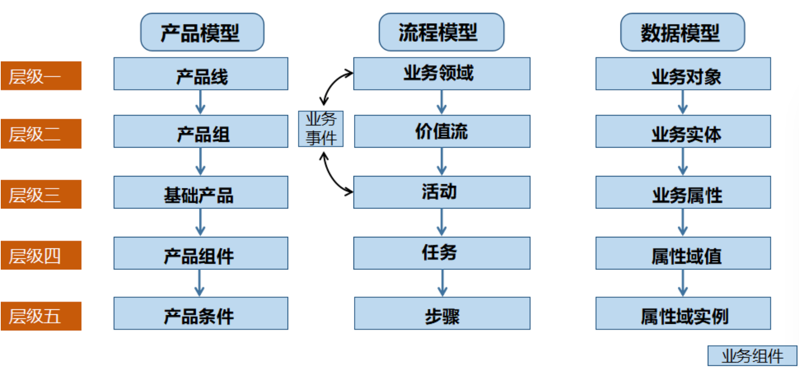 产品模型
流程模型
数据模型
层级一
产品线
业务领域
业务对象
业务
事件
层级二
产品组
价值流
业务实体
层级三
基础产品
活动
业务属性
层级四
产品组件
任务
属性域值
层级五
产品条件
步骤
属性域实例
业务组件